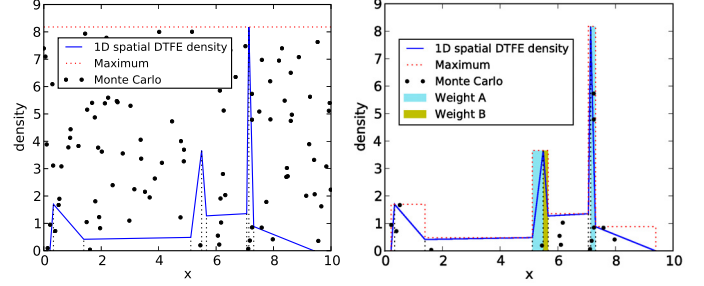 9
8
7
6
5
4
3
2
1
0
density
1D spatial DTFE density
Maximum
Monte Carlo
0 2 4 6 8 10
x
9
8
7
6
5
4
3
2
1
0
density
1D spatial DTFE density
Maximum
Monte Carlo
Weight A
Weight B
0 2 4 6 8 10
x